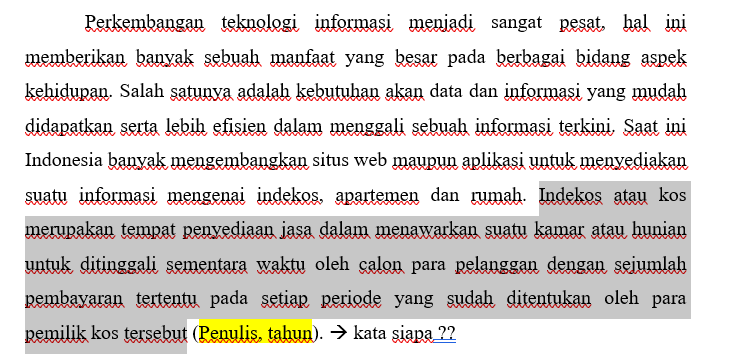 Perkembangan teknologi informasi menjadi sangat pesat, hal ini
memberikan banyak sebuah manfaat yang besar pada berbagai bidang aspek
kehidupan. Salah satunya adalah kebutuhan akan data dan informasi yang mudah
didapatkan serta lebih efisien dalam menggali sebuah informasi terkini. Saat ini
Indonesia banyak mengembangkan situs web maupun aplikasi untuk menyediakan
suatu informasi mengenai indekos, apartemen dan rumah. Indekos atau kos
merupakan tempat penyediaan jasa dalam menawarkan suatu kamar atau hunian
untuk ditinggali sementara waktu oleh calon para pelanggan dengan sejumlah
pembayaran tertentu pada setiap periode yang sudah ditentukan oleh para
pemilik kos tersebut (Penulis, tahun). → kata siapa ??